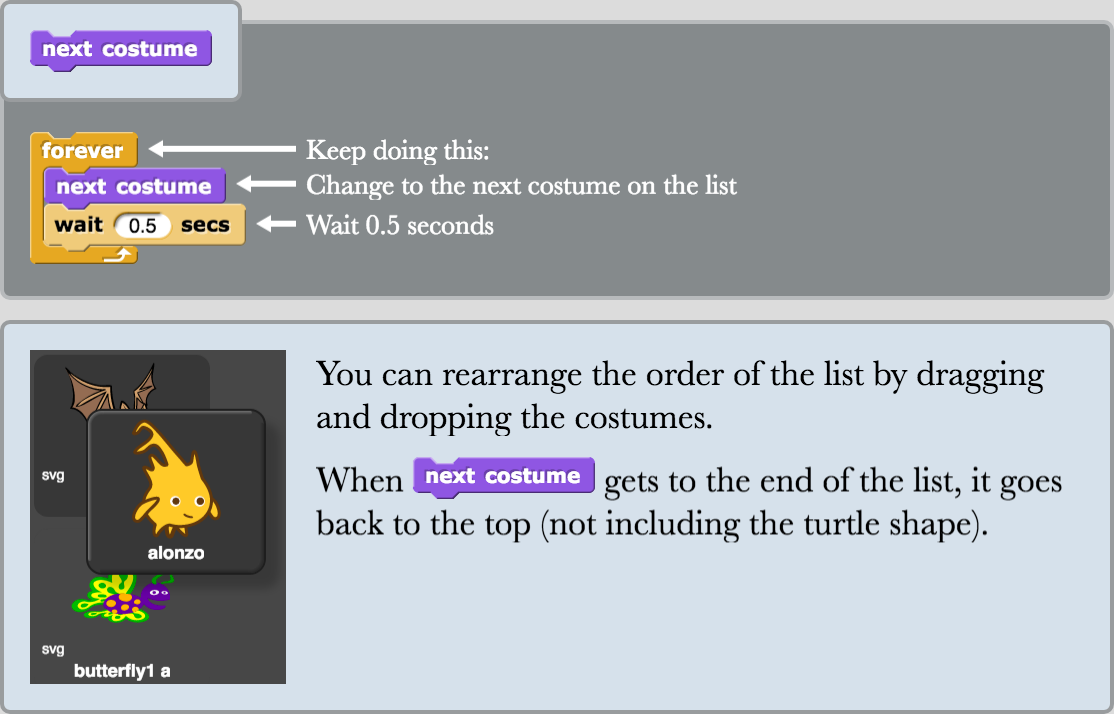 next costume
forever
Keep doing this:
next costume
Change to the next costume on the list
wait 0.5 secs
Wait 0.5 seconds
You can rearrange the order of the list by dragging
and dropping the costumes.
When next costume gets to the end of the list, it goes
back to the top (not including the turtle shape).
svg
alonzo
svg
butterfly1 a